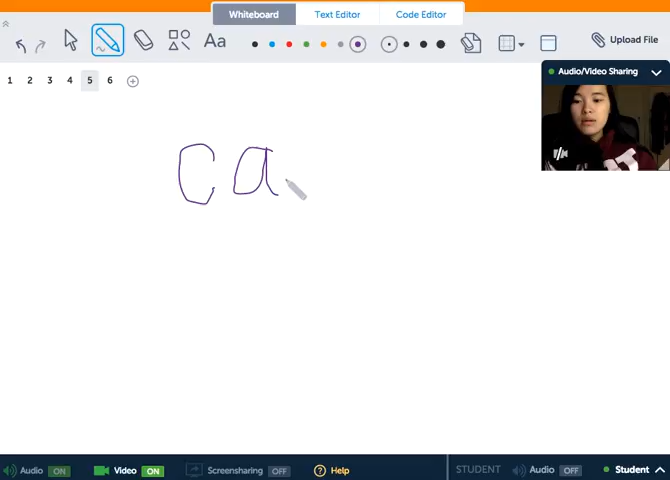 Whiteboard Text Editor Code Editor
Aa Upload File
Audio/Video Sharing
1 2 3 4 5 6
ca
Audio ON Video ON Screensharing OFF ? Help STUDENT Audio OFF Student